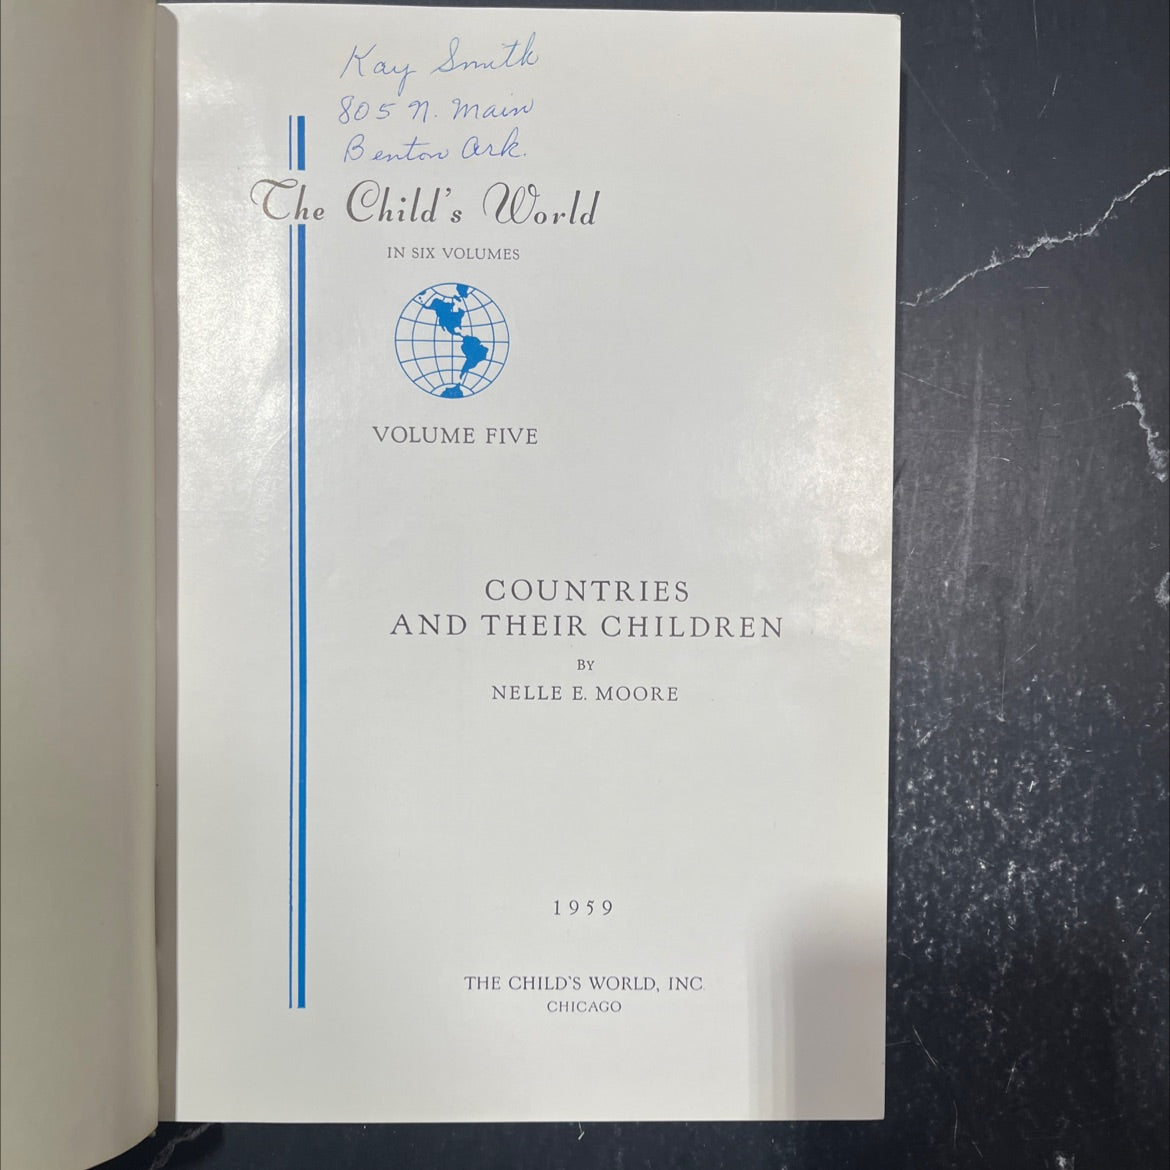 Kay Smith
805 N. Main
Benton Ark.
The Child's World
IN SIX VOLUMES
VOLUME FIVE
COUNTRIES
AND THEIR CHILDREN
BY
NELLE E. MOORE
1959
THE CHILD'S WORLD, INC.
CHICAGO